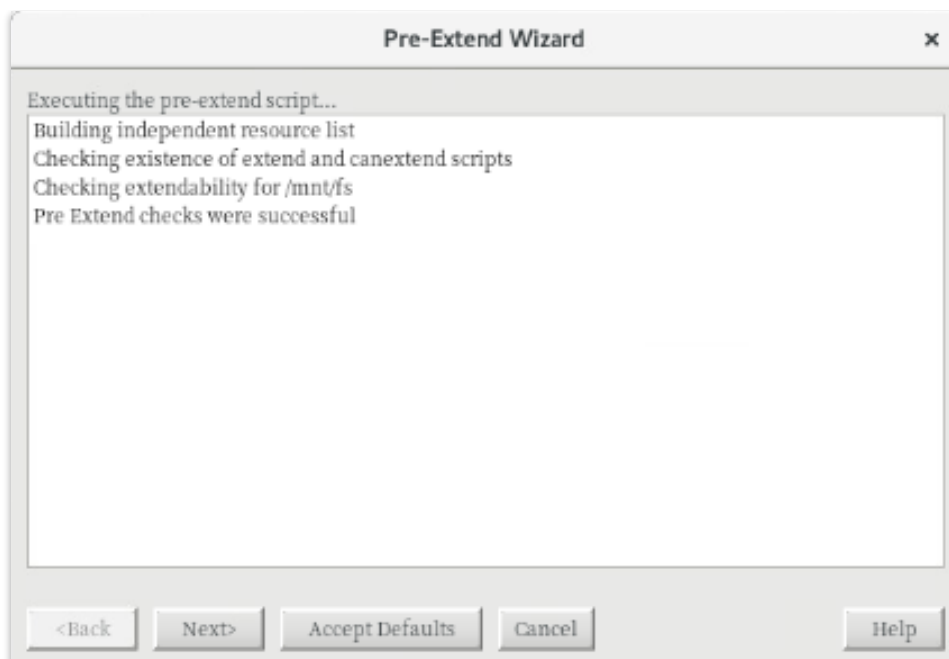 Pre-Extend Wizard
×
Executing the pre-extend script...
Building independent resource list
Checking existence of extend and canextend scripts
Checking extendability for /mnt/fs
Pre Extend checks were successful
<Back Next> Accept Defaults Cancel Help